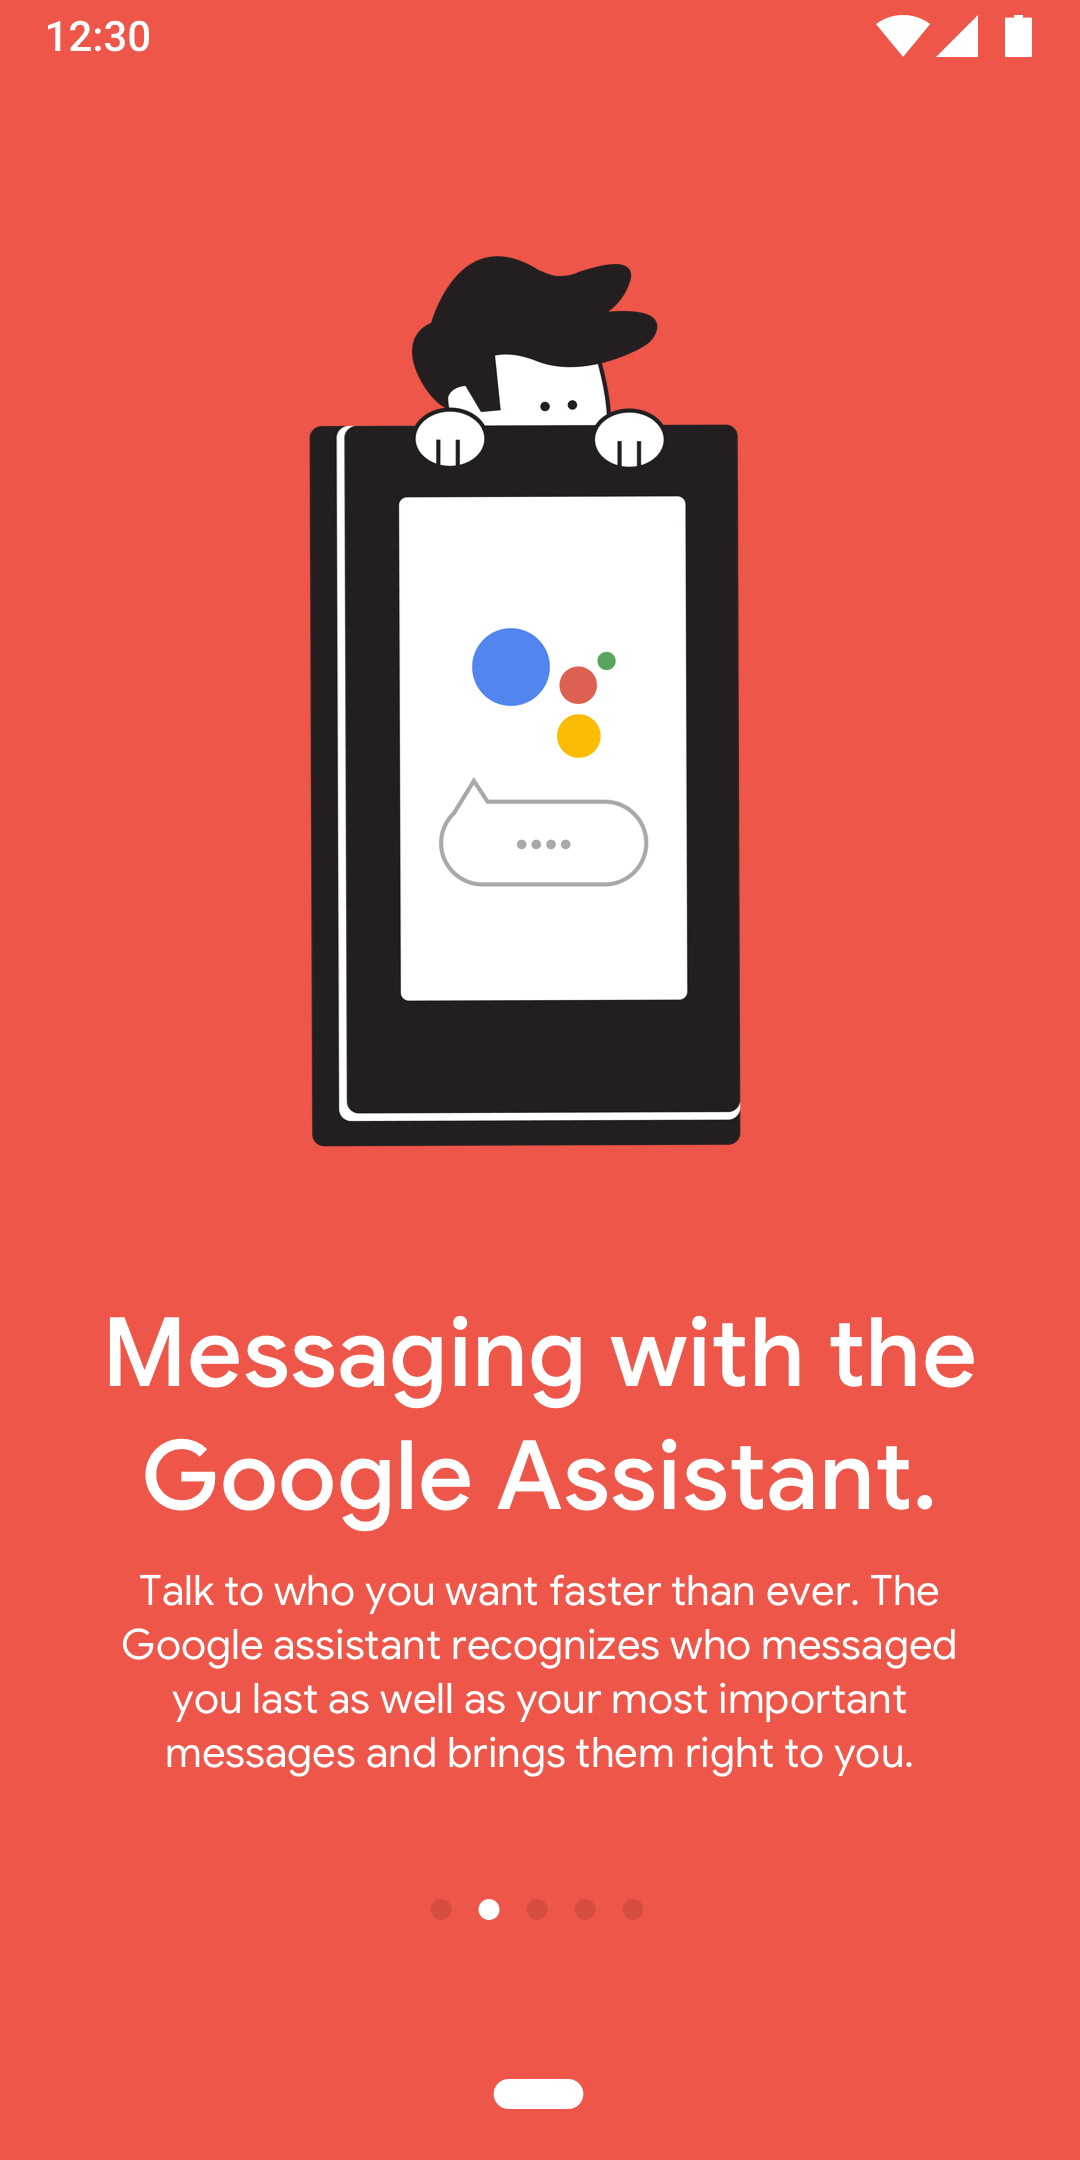 12:30
Messaging with the
Google Assistant.
Talk to who you want faster than ever. The
Google assistant recognizes who messaged
you last as well as your most important
messages and brings them right to you.